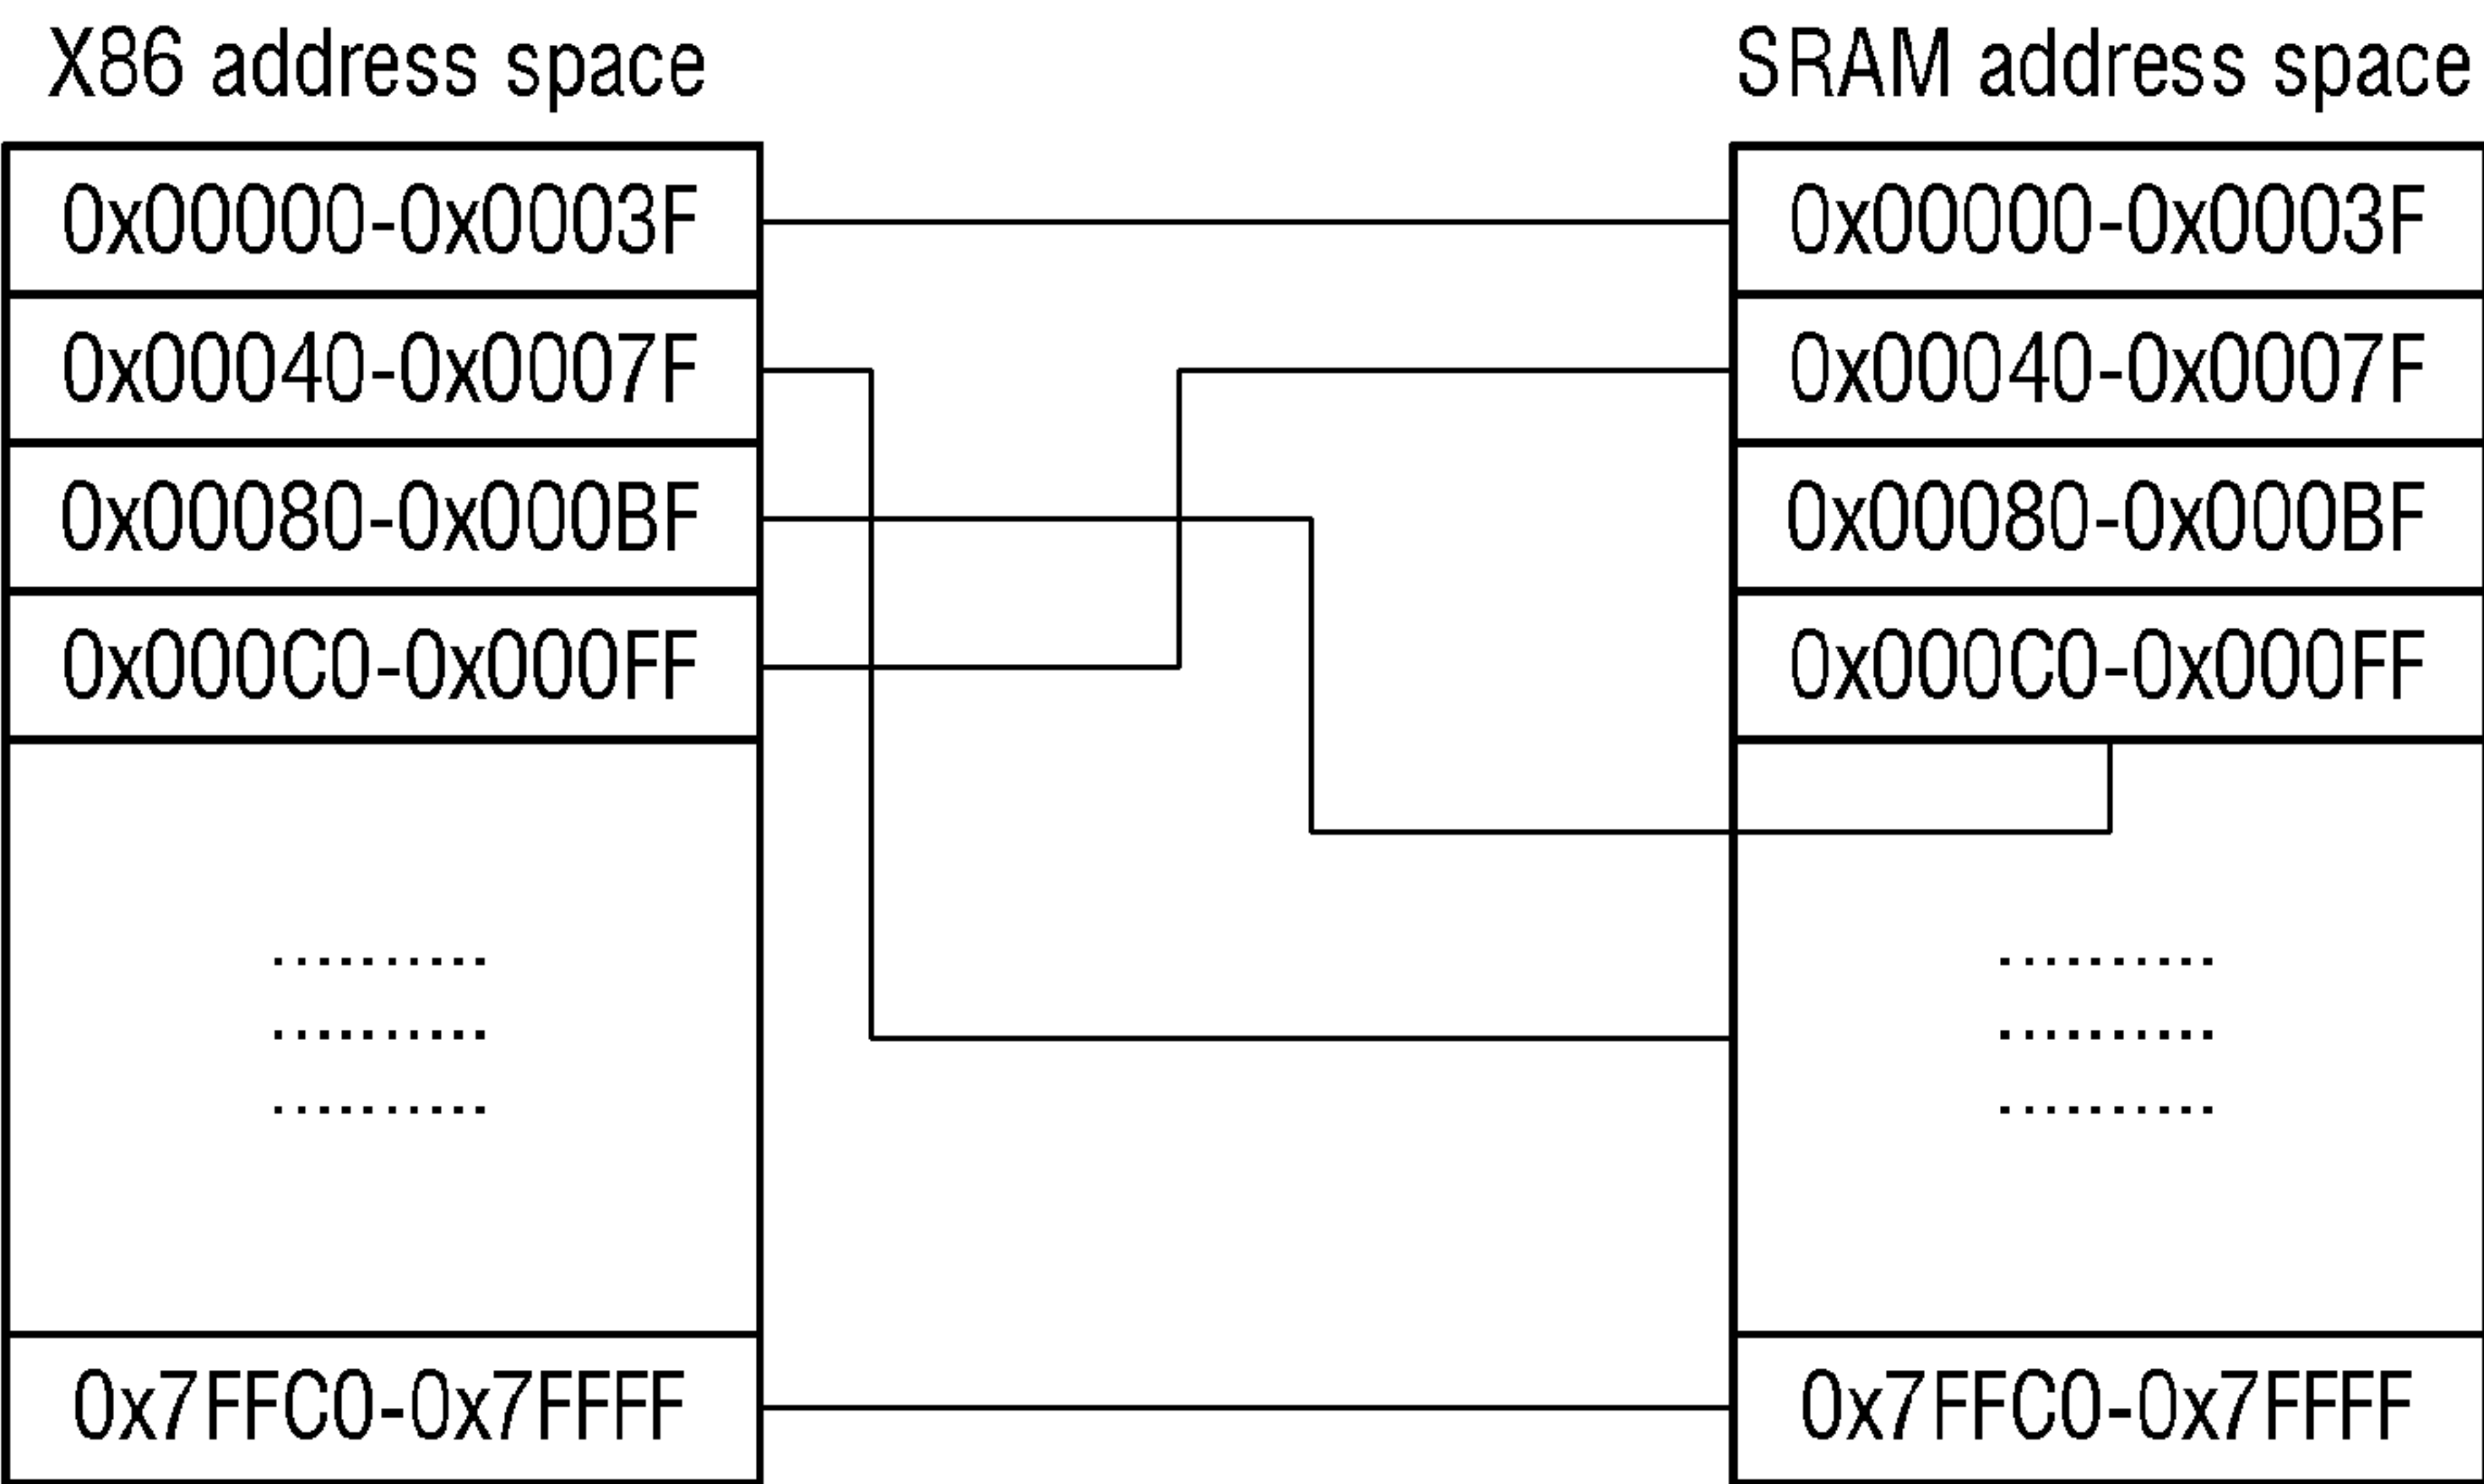 X86 address space
0x00000-0x0003F
0x00040-0x0007F
0x00080-0x000BF
0x000C0-0x000FF
..........
..........
..........
0x7FFC0-0x7FFFF
SRAM address space
0x00000-0x0003F
0x00040-0x0007F
0x00080-0x000BF
0x000C0-0x000FF
..........
..........
..........
0x7FFC0-0x7FFFF